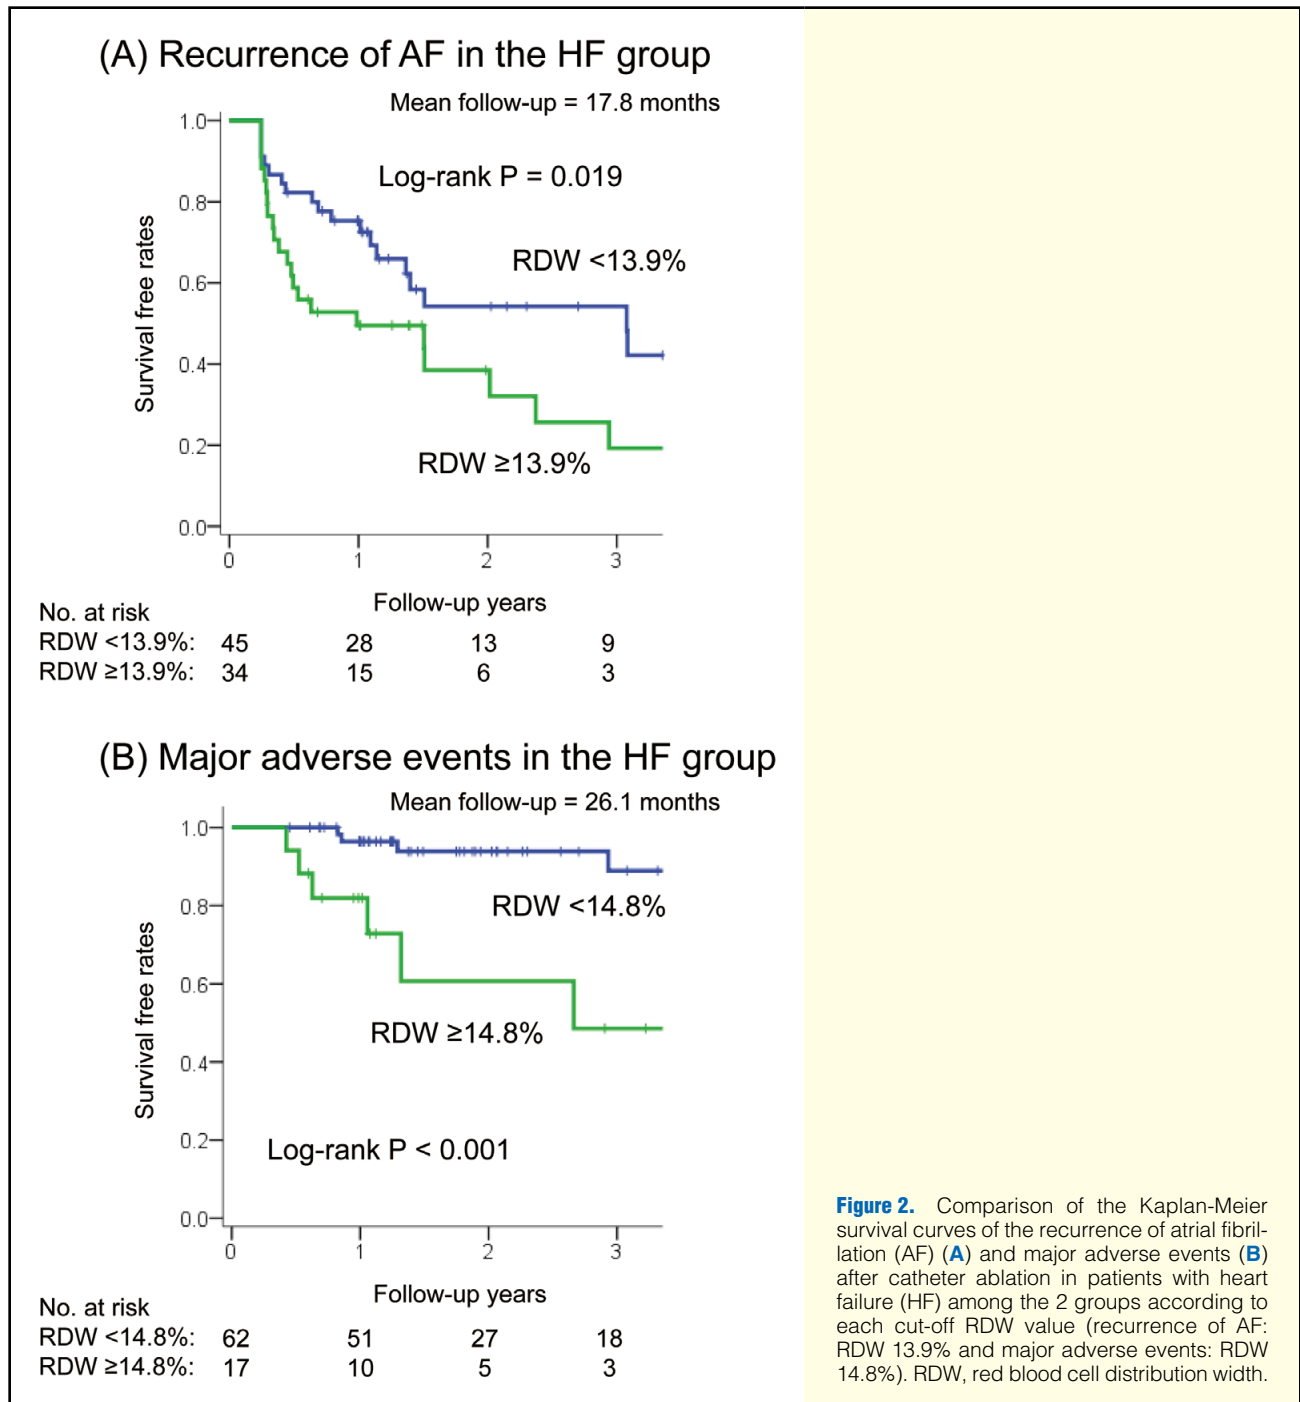 (A) Recurrence of AF in the HF group
Mean follow-up = 17.8 months
Log-rank P = 0.019
RDW <13.9%
RDW ≥13.9%
Survival free rates
1.0
0.8
0.6
0.4
0.2
0.0
0 1 2 3
Follow-up years
No. at risk
RDW <13.9%: 45 28 13 9
RDW ≥13.9%: 34 15 6 3
(B) Major adverse events in the HF group
Mean follow-up = 26.1 months
RDW <14.8%
RDW ≥14.8%
Log-rank P < 0.001
Survival free rates
1.0
0.8
0.6
0.4
0.2
0.0
0 1 2 3
Follow-up years
No. at risk
RDW <14.8%: 62 51 27 18
RDW ≥14.8%: 17 10 5 3
Figure 2. Comparison of the Kaplan-Meier
survival curves of the recurrence of atrial fibril-
lation (AF) (A) and major adverse events (B)
after catheter ablation in patients with heart
failure (HF) among the 2 groups according to
each cut-off RDW value (recurrence of AF:
RDW 13.9% and major adverse events: RDW
14.8%). RDW, red blood cell distribution width.